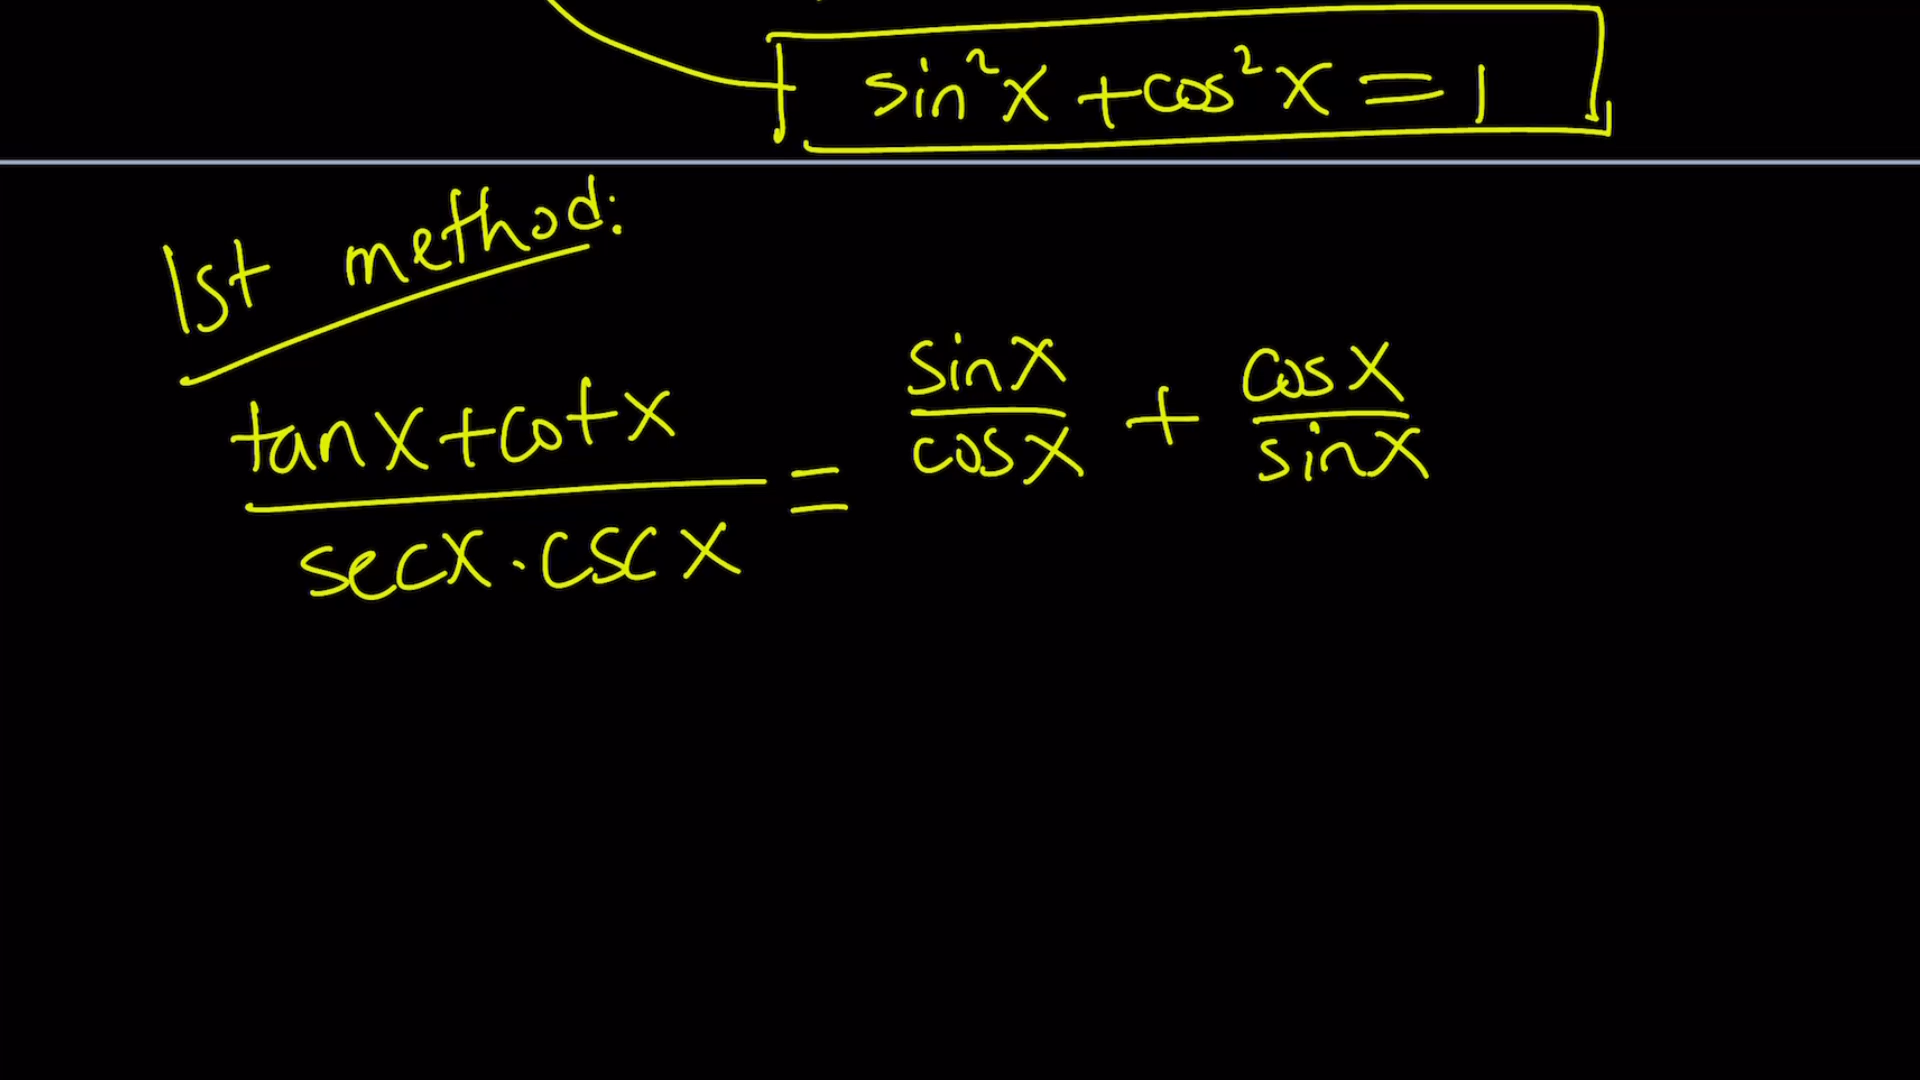 sin²x + cos²x = 1
1st method:
(tanx + cotx)/(secx · cscx) = sinx/cosx + cosx/sinx